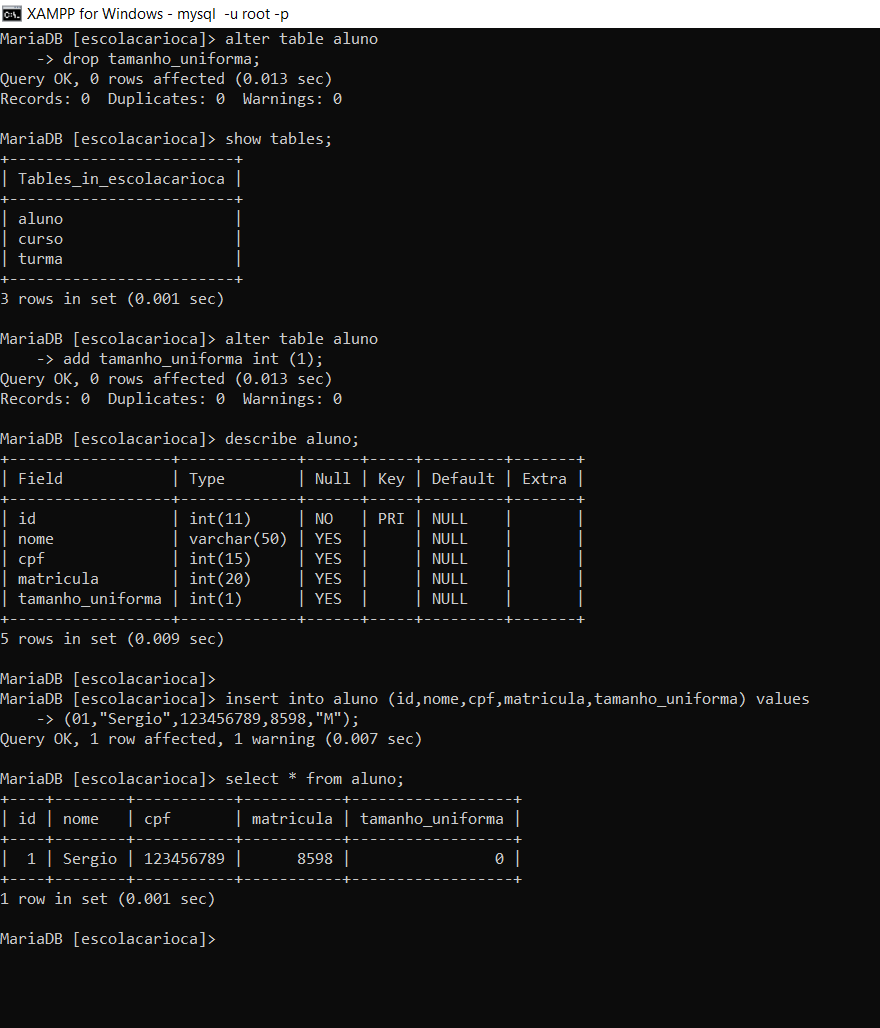 XAMPP for Windows - mysql  -u root -p
MariaDB [escolacarioca]> alter table aluno
    -> drop tamanho_uniforma;
Query OK, 0 rows affected (0.013 sec)
Records: 0  Duplicates: 0  Warnings: 0

MariaDB [escolacarioca]> show tables;
+-------------------------+
| Tables_in_escolacarioca |
+-------------------------+
| aluno                   |
| curso                   |
| turma                   |
+-------------------------+
3 rows in set (0.001 sec)

MariaDB [escolacarioca]> alter table aluno
    -> add tamanho_uniforma int (1);
Query OK, 0 rows affected (0.013 sec)
Records: 0  Duplicates: 0  Warnings: 0

MariaDB [escolacarioca]> describe aluno;
+------------------+-------------+------+-----+---------+-------+
| Field            | Type        | Null | Key | Default | Extra |
+------------------+-------------+------+-----+---------+-------+
| id               | int(11)     | NO   | PRI | NULL    |       |
| nome             | varchar(50) | YES  |     | NULL    |       |
| cpf              | int(15)     | YES  |     | NULL    |       |
| matricula        | int(20)     | YES  |     | NULL    |       |
| tamanho_uniforma | int(1)      | YES  |     | NULL    |       |
+------------------+-------------+------+-----+---------+-------+
5 rows in set (0.009 sec)

MariaDB [escolacarioca]>
MariaDB [escolacarioca]> insert into aluno (id,nome,cpf,matricula,tamanho_uniforma) values
    -> (01,"Sergio",123456789,8598,"M");
Query OK, 1 row affected, 1 warning (0.007 sec)

MariaDB [escolacarioca]> select * from aluno;
+----+--------+-----------+-----------+------------------+
| id | nome   | cpf       | matricula | tamanho_uniforma |
+----+--------+-----------+-----------+------------------+
|  1 | Sergio | 123456789 |      8598 |                0 |
+----+--------+-----------+-----------+------------------+
1 row in set (0.001 sec)

MariaDB [escolacarioca]>